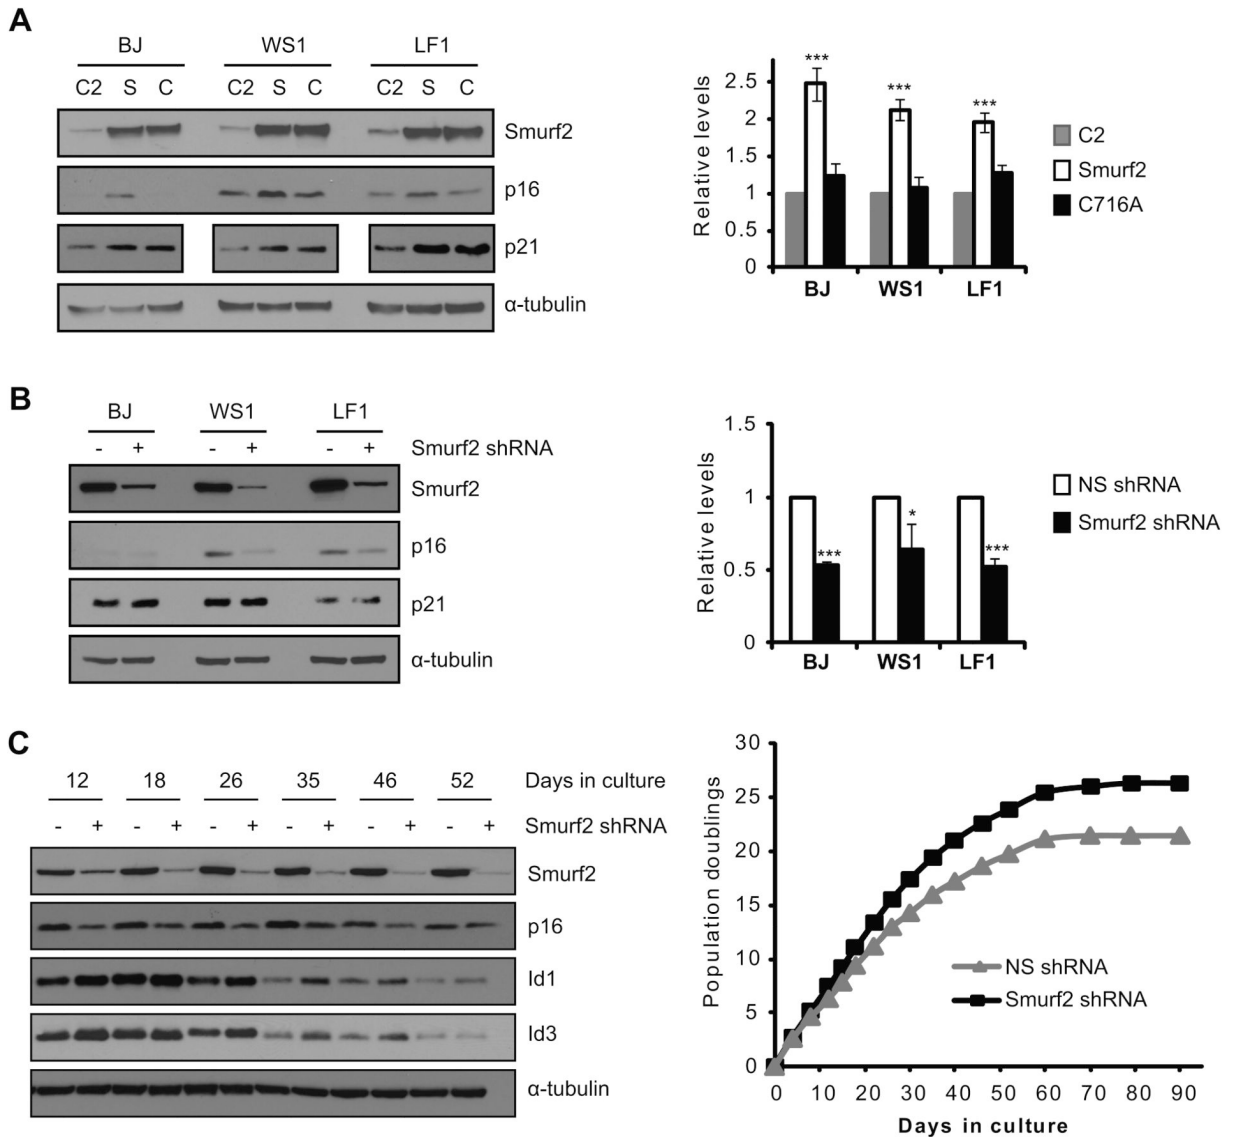 A
BJ WS1 LF1
C2 S C C2 S C C2 S C
Smurf2
p16
p21
α-tubulin
Relative levels
2.5
2
1.5
1
0.5
0
*** *** ***
BJ WS1 LF1
C2
Smurf2
C716A
B
BJ WS1 LF1
- + - + - + Smurf2 shRNA
Smurf2
p16
p21
α-tubulin
Relative levels
1.5
1
0.5
0
*** * ***
BJ WS1 LF1
NS shRNA
Smurf2 shRNA
C
12 18 26 35 46 52 Days in culture
- + - + - + - + - + - + Smurf2 shRNA
Smurf2
p16
Id1
Id3
α-tubulin
Population doublings
30
25
20
15
10
5
0
0 10 20 30 40 50 60 70 80 90
Days in culture
NS shRNA
Smurf2 shRNA